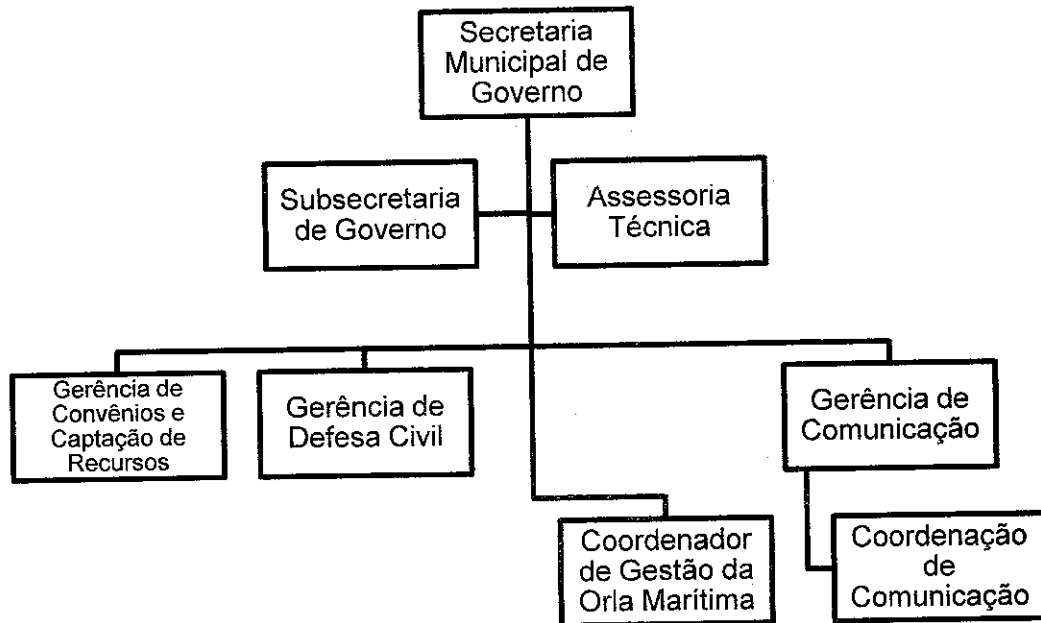 Secretaria
Municipal de
Governo
Subsecretaria
de Governo
Assessoria
Técnica
Gerência de
Convênios e
Captação de
Recursos
Gerência de
Defesa Civil
Gerência de
Comunicação
Coordenador
de Gestão da
Orla Marítima
Coordenação
de
Comunicação